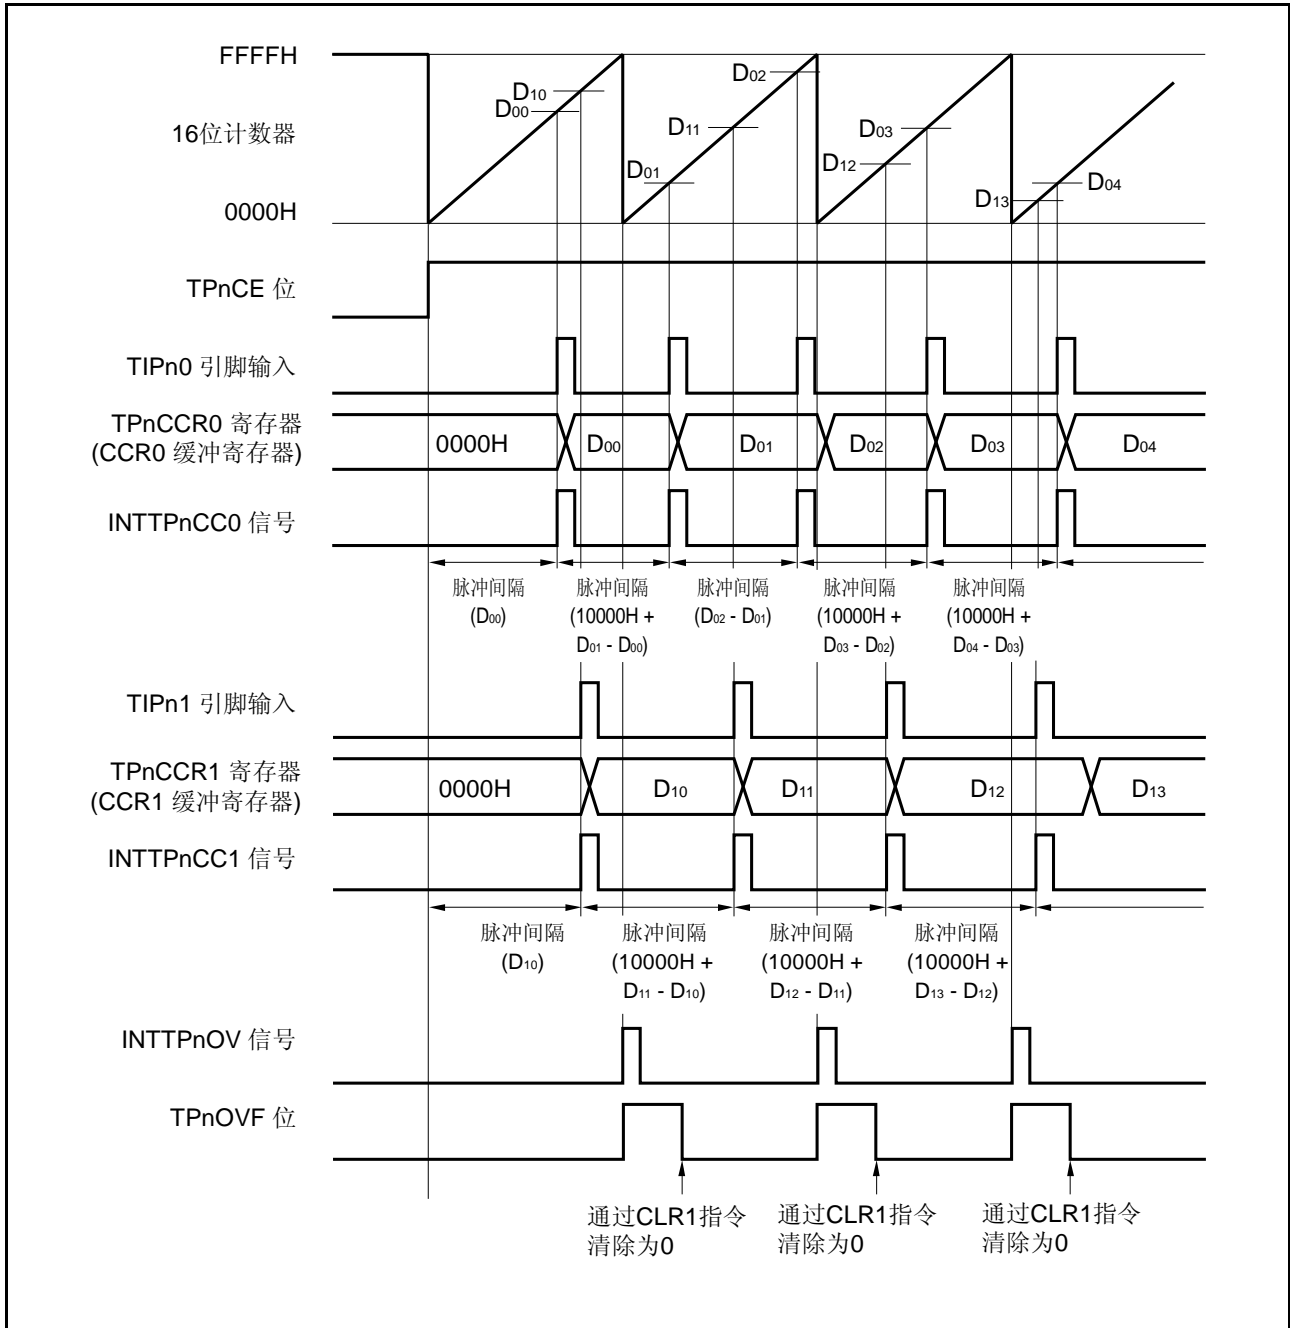 FFFFH
D10
D00
D02
16位计数器
D11
D03
D12
D01
D04
D13
0000H
TPnCE 位
TIPn0 引脚输入
TPnCCR0 寄存器
(CCR0 缓冲寄存器)
0000H D00 D01 D02 D03 D04
INTTPnCC0 信号
脉冲间隔 脉冲间隔 脉冲间隔 脉冲间隔 脉冲间隔
(D00) (10000H + (D02 - D01) (10000H + (10000H +
D01 - D00) D03 - D02) D04 - D03)
TIPn1 引脚输入
TPnCCR1 寄存器
(CCR1 缓冲寄存器)
0000H D10 D11 D12 D13
INTTPnCC1 信号
脉冲间隔 脉冲间隔 脉冲间隔 脉冲间隔
(D10) (10000H + (10000H + (10000H +
D11 - D10) D12 - D11) D13 - D12)
INTTPnOV 信号
TPnOVF 位
通过CLR1指令 通过CLR1指令 通过CLR1指令
清除为0 清除为0 清除为0